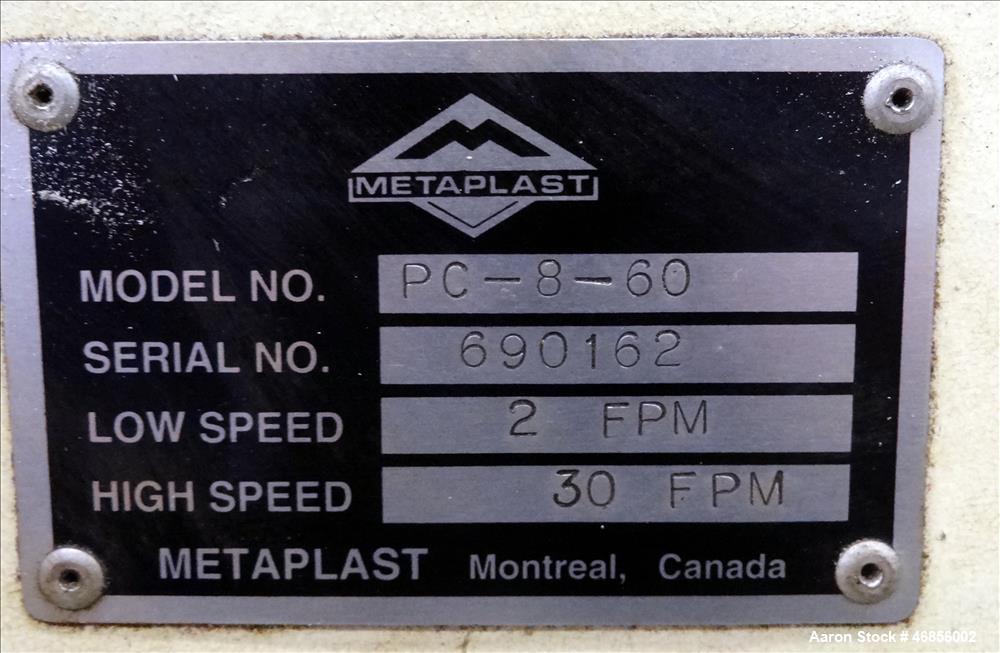 METAPLAST
MODEL NO. PC-8-60
SERIAL NO. 690162
LOW SPEED 2 FPM
HIGH SPEED 30 FPM
METAPLAST Montreal, Canada
Aaron Stock # 46856002